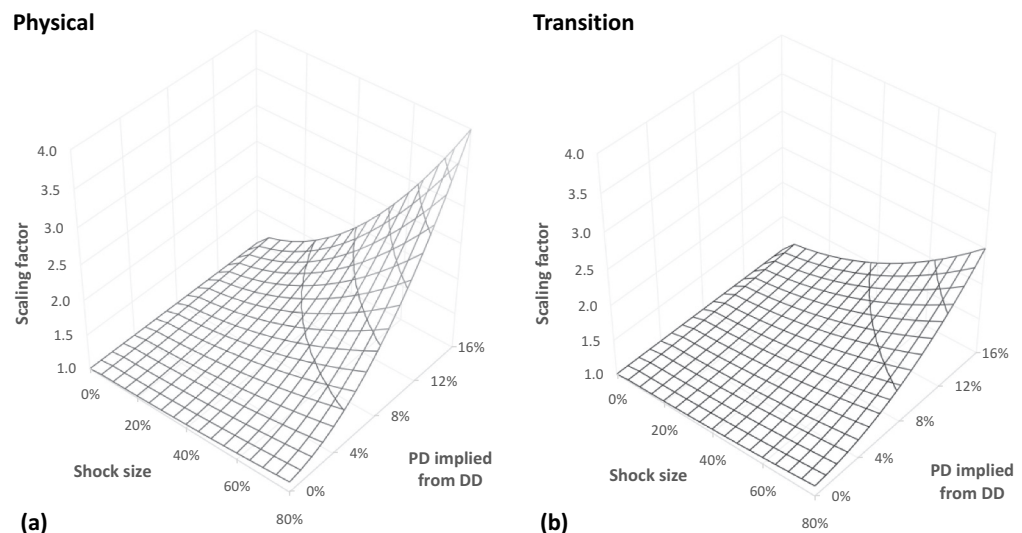 Physical
4.0
3.5
3.0
2.5
2.0
1.5
1.0
Scaling factor
0%
20%
40%
60%
80%
Shock size
0%
4%
8%
12%
16%
PD implied
from DD
(a)
Transition
4.0
3.5
3.0
2.5
2.0
1.5
1.0
Scaling factor
0%
20%
40%
60%
80%
Shock size
0%
4%
8%
12%
16%
PD implied
from DD
(b)